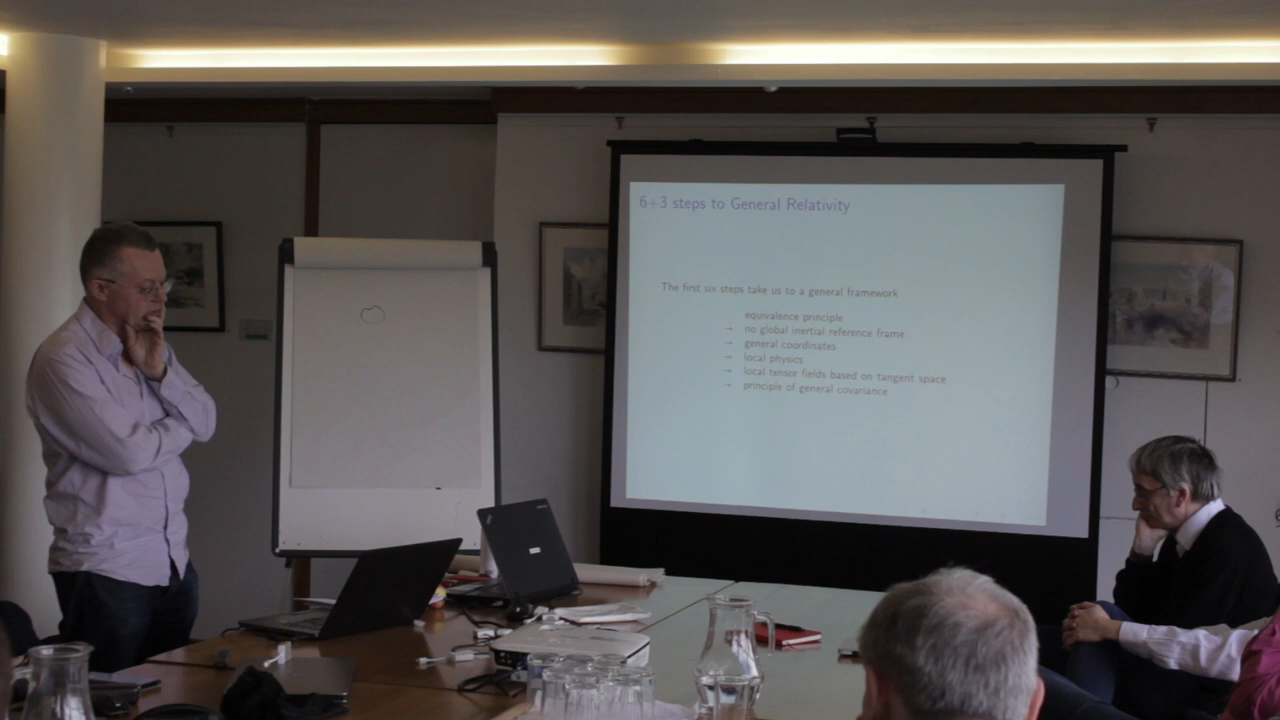 6+3 steps to General Relativity
The first six steps take us to a general framework
equivalence principle
→ no global inertial reference frame
→ general coordinates
→ local physics
→ local tensor fields based on tangent space
→ principle of general covariance